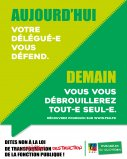 AUJOURD'HUI
VOTRE
DÉLÉGUÉ-E
VOUS
DÉFEND.
DEMAIN
VOUS VOUS
DÉBROUILLEREZ
TOUT-E SEUL-E.
DITES NON À LA LOI
DE TRANSFORMATION DESTRUCTION
DE LA FONCTION PUBLIQUE !